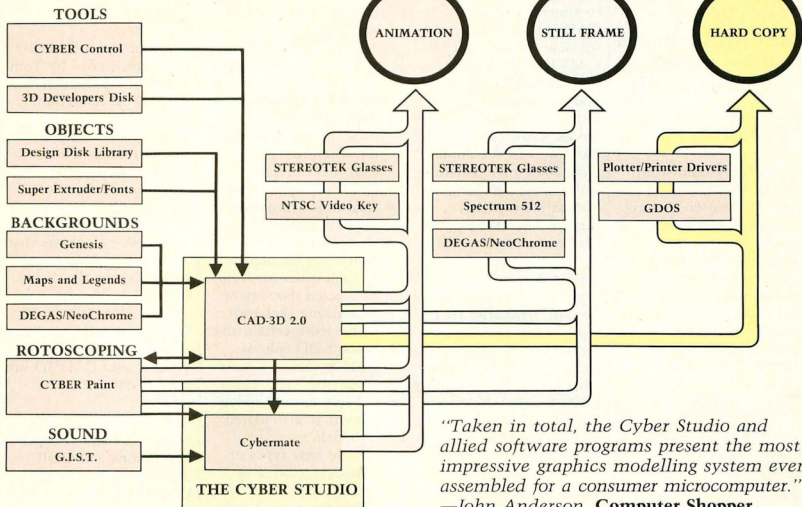 TOOLS
CYBER Control
3D Developers Disk
OBJECTS
Design Disk Library
Super Extruder/Fonts
BACKGROUNDS
Genesis
Maps and Legends
DEGAS/NeoChrome
ROTOSCOPING
CYBER Paint
SOUND
G.I.S.T.
CAD-3D 2.0
Cybermate
THE CYBER STUDIO
ANIMATION
STEREOTEK Glasses
NTSC Video Key
STILL FRAME
STEREOTEK Glasses
Spectrum 512
DEGAS/NeoChrome
HARD COPY
Plotter/Printer Drivers
GDOS
"Taken in total, the Cyber Studio and
allied software programs present the most
impressive graphics modelling system ever
assembled for a consumer microcomputer."
—John Anderson, Computer Shopper